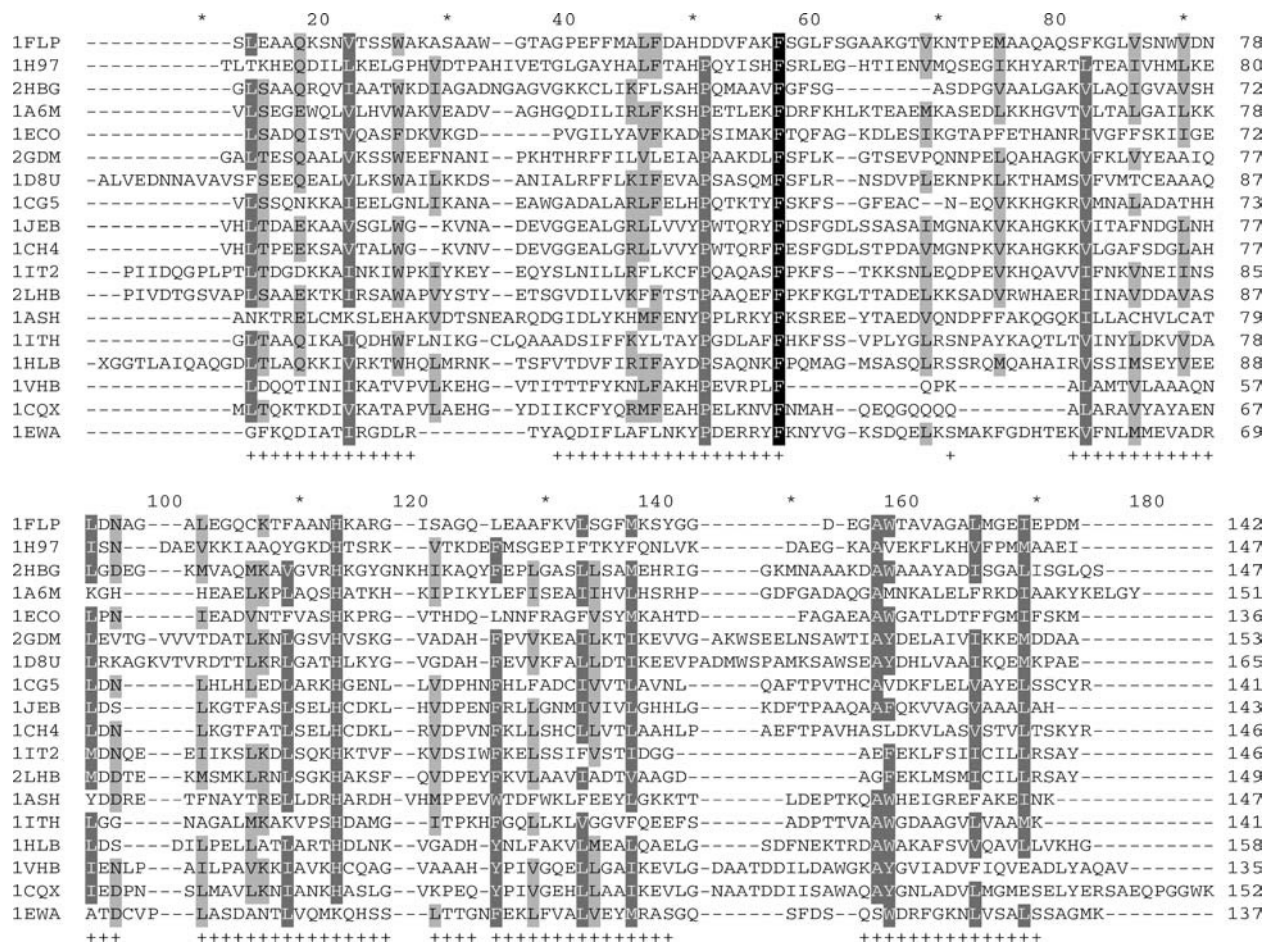 * 20 * 40 * 60 * 80 *
1FLP -------------SLEAAQKSNVTSSWAKASAAW--GTAGPEFFMALFDAHDDVFAKFSGLFSGAAKGTVKNTPEMAAQAQSFKGLVSNWVDN 78
1H97 -----------TLTKHEQDILLKELGPHVDTPAHIVETGLGAYHALFTAHPQYISHFSRLEG-HTIENVMQSEGIKHYARTLTEAIVHMLKE 80
2HBG -------------GLSAAQRQVIAATWKDIAGADNGAGVGKKCLIKFLSAHPQMAAVFGFSG-------ASDPGVAALGAKVLAQIGVAVSH 72
1A6M -------------VLSEGEWQLVLHVWAKVEADV--AGHGQDILIRLFKSHPETLEKFDRFKHLKTEAEMKASEDLKKHGVTVLTALGAILKK 78
1ECO -------------LSADQISTVQASFDKVKGD------PVGILYAVFKADPSIMAKFTQFAG-KDLESIKGTAPFETHANRIVGFFSKIIGE 72
2GDM -----------GALTESQAALVKSSWEEFNANI--PKHTHRFFILVLEIAPAAKDLFSFLK--GTSEVPQNNPELQAHAGKVFKLVYEAAIQ 77
1D8U -ALVEDNNAVAVSFSEEQEALVLKSWAILKKDS--ANIALRFFLKIFEVAPSASQMFSFLR--NSDVPLEKNPKLKTHAMSVFVMTCEAAAQ 87
1CG5 -------------VLSSQNKKAIEELGNLIKANA--EAWGADALARLFELHPQTKTYFSKFS--GFEAC--N-EQVKKHGKRVMNALADATHH 73
1JEB -----------VHLTDAEKAAVSGLWG--KVNA--DEVGGEALGRLLVVYPWTQRYFDSFGDLSSASAIMGNAKVKAHGKKVITAFNDGLNH 77
1CH4 -----------VHLTPEEKSAVTALWG--KVNV--DEVGGEALGRLLVVYPWTQRFFESFGDLSTPDAVMGNPKVKAHGKKVLGAFSDGLAH 77
1IT2 ---PIIDQGPLPTLTDGDKKAINKIWPKIYKEY--EQYSLNILLRFLKCFPQAQASFPKFS--TKKSNLEQDPEVKHQAVVIFNKVNEIINS 85
2LHB ---PIVDTGSVAPLSAAEKTKIRSAWAPVYSTY--ETSGVDILVKFFTSTPAAQEFFPKFKGLTTADELKKSADVRWHAERIINAVDDAVAS 87
1ASH ------------ANKTRELCMKSLEHAKVDTSNEARQDGIDLYKHMFENYPPLRKYFKSREEYTAEDVQNDPFFAKQGQKILLACHVLCAT 79
1ITH ------------GLTAAQIKAIQDHWFLNIKG-CLQAAADSIFFKYLTAYPGDLAFFHKFSS-VPLYGLRSNPAYKAQTLTVINYLDKVVDA 78
1HLB -XGGTLAIQAQGDLTLAQKKIVRKTWHQLMRNK--TSFVTDVFIRIFAYDPSAQNKFPQMAG-MSASQLRSSRQMQAHAIRVSSIMSEYVEE 88
1VHB -------------LDQQTINIIKATVPVLKEHG--VTITTTFYKNLFAKHPEVRPLF-----------QPK-------ALAMTVLAAAQN 57
1CQX ------------MLTQKTKDIVKATAPVLAEHG--YDIIKCFYQRMFEAHPELKNVFNMAH--QEQGQQQQ-------ALARAVYAYAEN 67
1EWA -------------GFKQDIATIRGDLR---------TYAQDIFLAFLNKYPDERRYFKNYVG-KSDQELKSMAKFGDHTEKVFNLMMEVADR 69
++++++++++++++ +++++++++++++++++++ + ++++++++++++
100 * 120 * 140 * 160 * 180
1FLP LDNAG---ALEGQCKTFAANHKARG--ISAGQ-LEAAFKVLSGFMKSYGG----------D-EGAWTAVAGALMGEIEPDM----------- 142
1H97 ISN---DAEVKKIAAQYGKDHTSRK--VTKDEFMSGEPIFTKYFQNLVK-------DAEG-KAAVEKFLKHVFPMMAAEI------------ 147
2HBG LGDEG---KMVAQMKAVGVRHKGYGNKHIKAQYFEPLGASLLSAMEHRIG----GKMNAAAKDAWAAAYADISGALISGLQS---------- 147
1A6M KGH-----HEAELKPLAQSHATKH--KIPIKYLEFISEAIIHVLHSRHP------GDFGADAQGAMNKALELFRKDIAAKYKELGY------- 151
1ECO LPN-----IEADVNTFVASHKPRG--VTHDQ-LNNFRAGFVSYMKAHTD---------FAGAEAAWGATLDTFFGMIFSKM------------ 136
2GDM LEVTG-VVVTDATLKNLGSVHVSKG---VADAH-FPVVKEAILKTIKEVVG-AKWSEELNSAWTIAYDELAIVIKKEMDDAA----------- 153
1D8U LRKAGKVTVRDTTLKRLGATHLKYG---VGDAH-FEVVKFALLDTIKEEVPADMWSPAMKSAWSEAYDHLVAAIKQEMKPAE----------- 165
1CG5 LDN------LHLHLEDLARKHGENL--LVDPHNFHLFADCIVVTLAVNL------QAFTPVTHCAVDKFLELVAYELSSCYR---------- 141
1JEB LDS------LKGTFASLSELHCDKL--HVDPENFRLLGNMIVIVLGHHLG-----KDFTPAAQAAFQKVVAGVAAALAH------------- 143
1CH4 LDN------LKGTFATLSELHCDKL--RVDPVNFKLLSHCLLVTLAAHLP-----AEFTPAVHASLDKVLASVSTVLTSKYR---------- 146
1IT2 MDNQE---EIIKSLKDLSQKHKTVF--KVDSIWFKELSSIFVSTIDGG------------AEFEKLFSIICILLRSAY-------------- 146
2LHB MDDTE---KMSMKLRNLSGKHAKSF--QVDPEYFKVLAAVIADTVAAGD-----------AGFEKLMSMICILLRSAY-------------- 149
1ASH YDDRE---TFNAYTRELLDRHARDH-VHMPPEVWTDFWKLFEEYLGKKTT-------LDEPTKQAWHEIGREFAKEINK------------- 147
1ITH LGG-----NAGALMKAKVPSHDAMG---ITPKHFGQLLKLVGGVFQEEFS-------ADPTTVAAWGDAAGVLVAAMK-------------- 141
1HLB LDS-----DILPELLATLARTHDLNK---VGADHYNLFAKVLMEALQAELG------SDFNEKTRDAWAKAFSVVQAVLLVKHG--------- 158
1VHB IENLP---AILPAVKKIAVKHCQAG---VAAAHYPIVGQELLGAIKEVLG-DAATDDILDAWGKAYGVIADVFIQVEADLYAQAV------- 135
1CQX IEDPN---SLMAVLKNIANKHASLG---VKPEQ-YPIVGEHLLAAIKEVLGNAATDDIISAWAQAYGNLADVLMGMESELYERSAEQPGGWK 152
1EWA ATDCVP---LASDANTLVQMKQHSS---LTTGNFEKLFVALVEYMRASGQ--------SFDS-QSWDRFGKNLVSALSSAGMK--------- 137
+++ ++++++++++++++++ ++++ +++++++++++++++ +++++++++++++++++